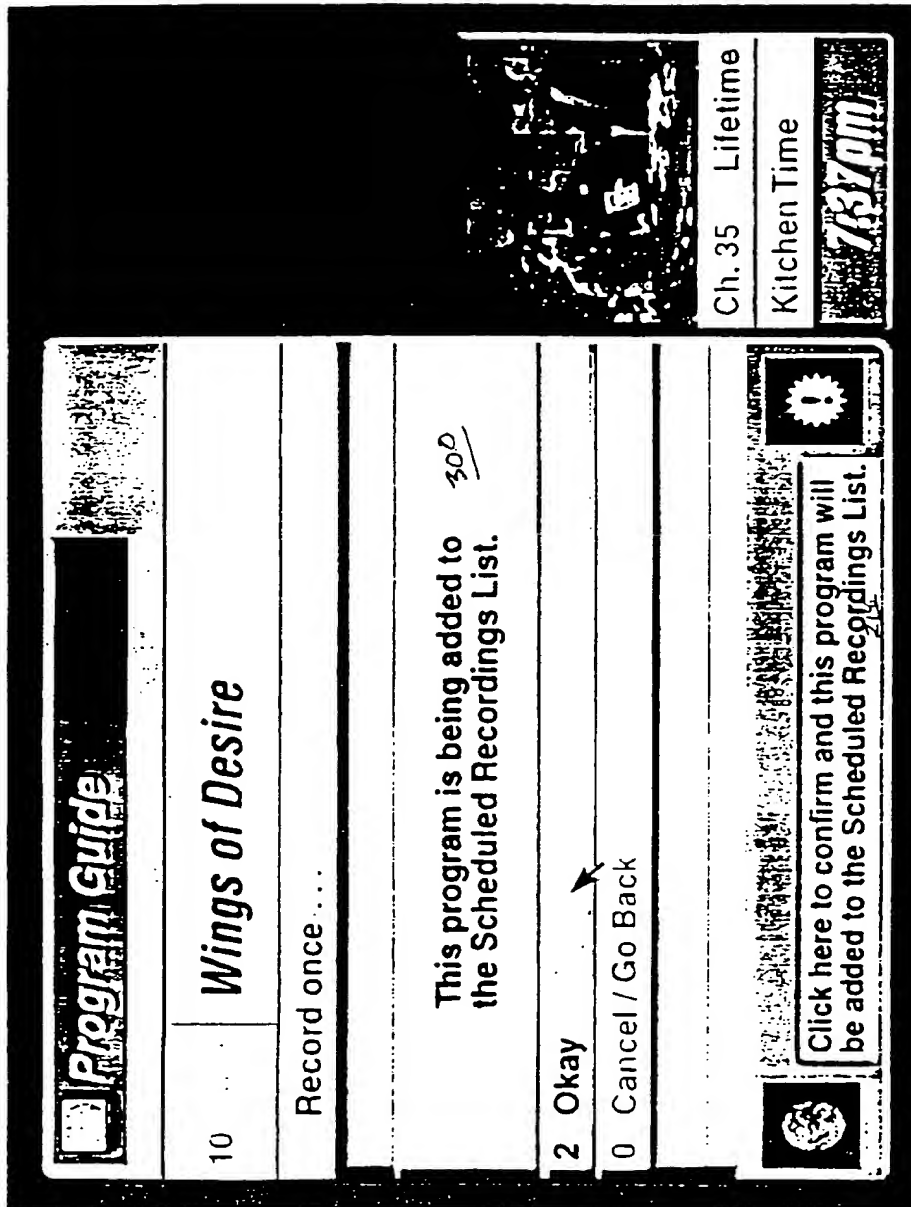 Program Guide
10 Wings of Desire
Record once...
This program is being added to
the Scheduled Recordings List.
300
2 Okay
0 Cancel / Go Back
Click here to confirm and this program will
be added to the Scheduled Recordings List.
Ch. 35 Lifetime
Kitchen Time
7:37pm